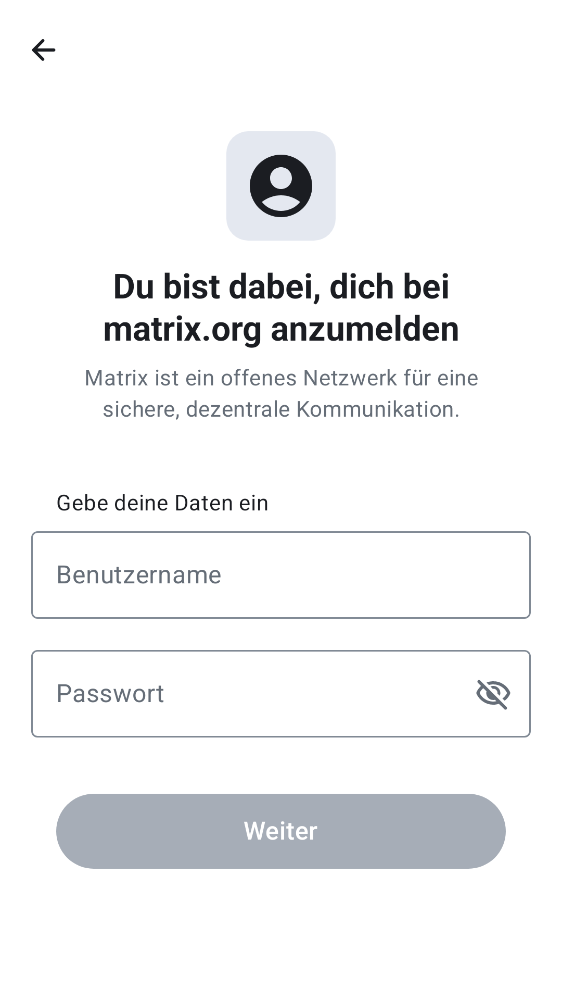 Du bist dabei, dich bei
matrix.org anzumelden
Matrix ist ein offenes Netzwerk für eine
sichere, dezentrale Kommunikation.
Gebe deine Daten ein
Benutzername
Passwort
Weiter